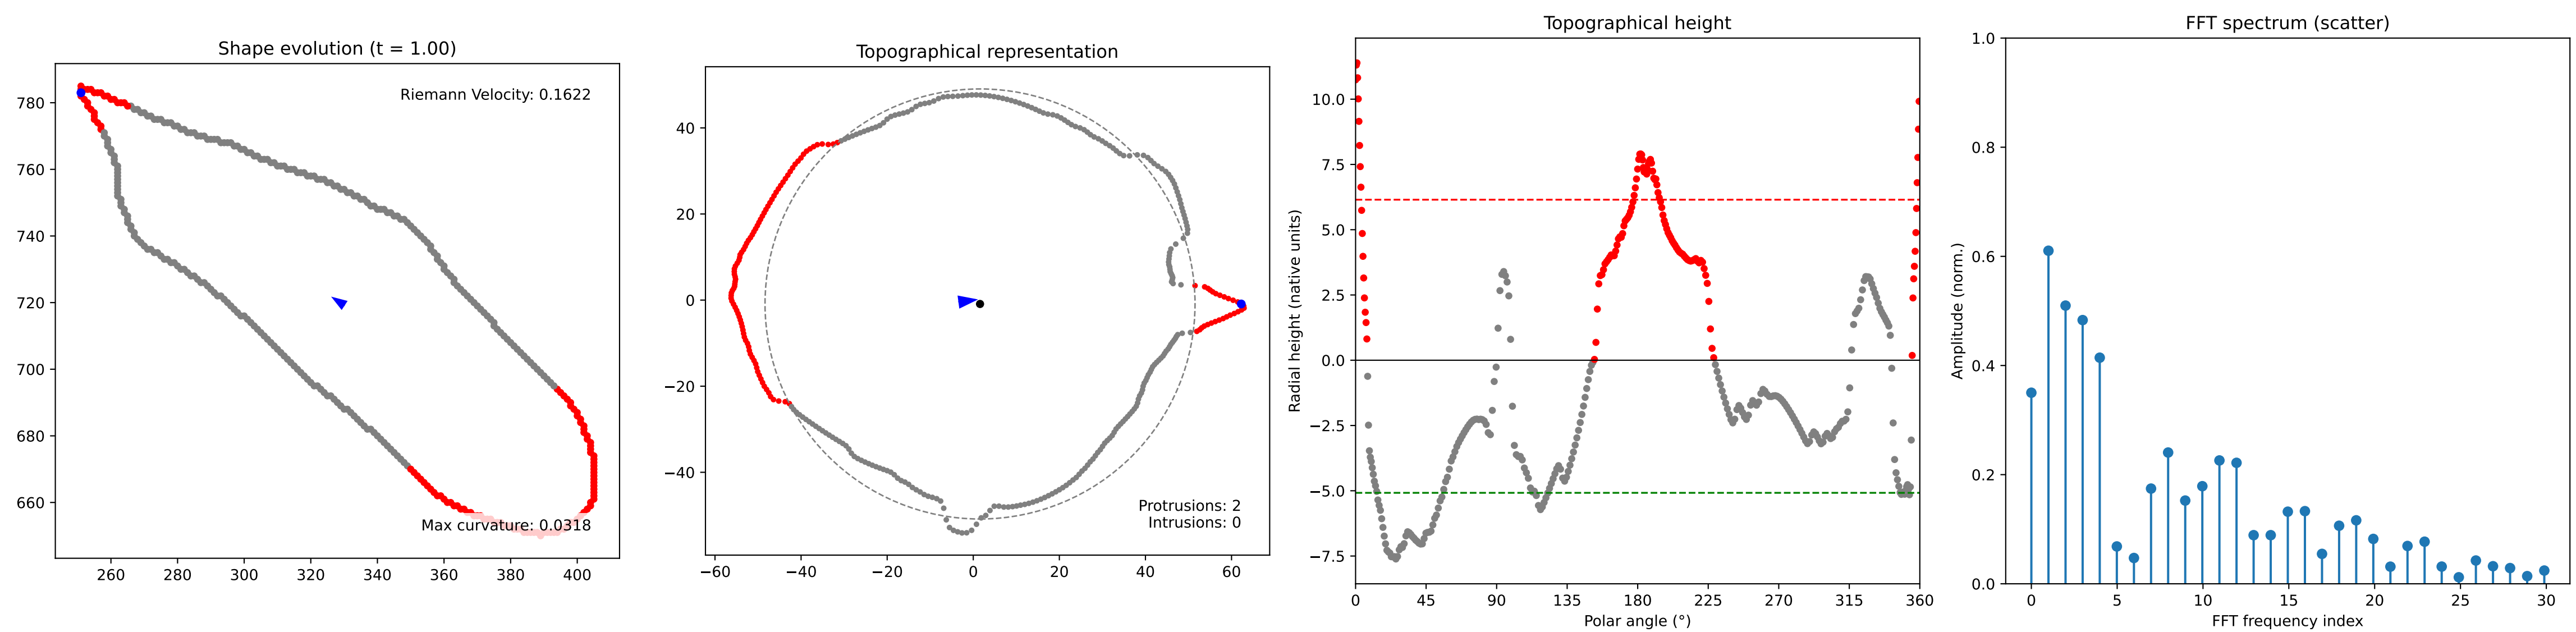 Shape evolution (t = 1.00)
Riemann Velocity: 0.1622
Max curvature: 0.0318
780
760
740
720
700
680
660
260 280 300 320 340 360 380 400
Topographical representation
40
20
0
−20
−40
−60 −40 −20 0 20 40 60
Protrusions: 2
Intrusions: 0
Topographical height
Radial height (native units)
10.0
7.5
5.0
2.5
0.0
−2.5
−5.0
−7.5
0 45 90 135 180 225 270 315 360
Polar angle (°)
FFT spectrum (scatter)
Amplitude (norm.)
1.0
0.8
0.6
0.4
0.2
0.0
0 5 10 15 20 25 30
FFT frequency index